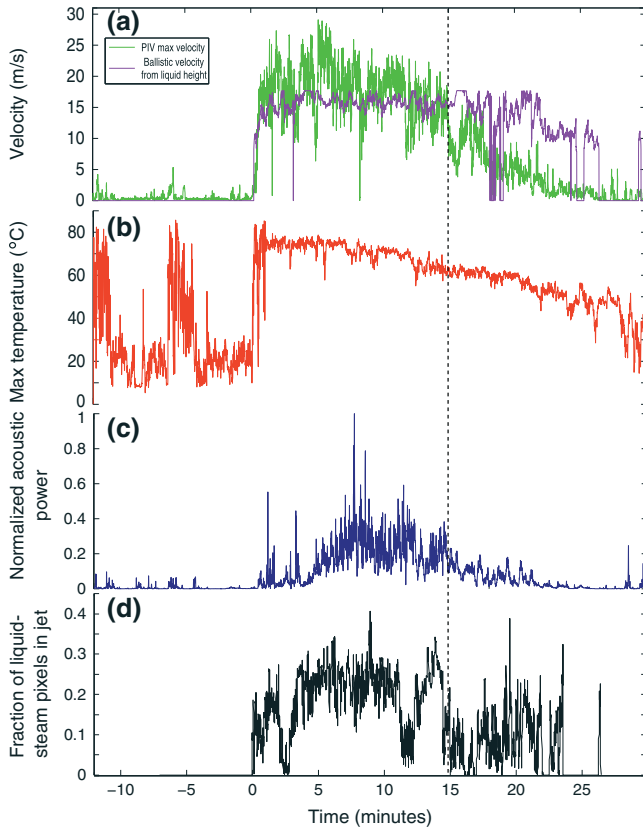 (a)
30
25
20
15
10
5
0
Velocity (m/s)
PIV max velocity
Ballistic velocity
from liquid height
(b)
80
60
40
20
0
Max temperature (°C)
(c)
1
0.6
0.4
0.2
0
Normalized acoustic
power
(d)
0.4
0.3
0.2
0.1
0
Fraction of liquid-
steam pixels in jet
−10 −5 0 5 10 15 20 25
Time (minutes)